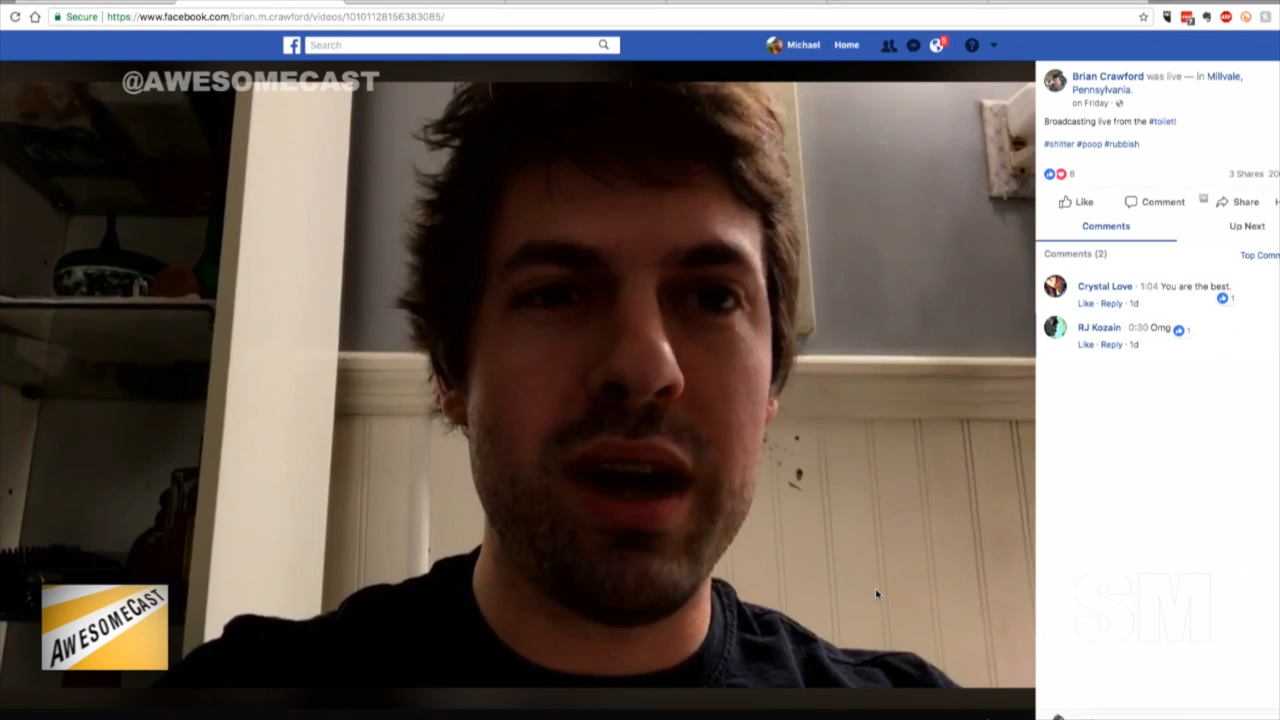 Secure | https://www.facebook.com/brian.m.crawford/videos/10101128156383085/
Search
Michael Home
@AWESOMECAST
Brian Crawford was live — in Millvale,
Pennsylvania.
on Friday ·
Broadcasting live from the #toilet!
#shitter #poop #rubbish
8 3 Shares 20
Like Comment Share H
Comments Up Next
Comments (2) Top Comm
Crystal Love · 1:04 You are the best.
1
Like · Reply · 1d
RJ Kozain · 0:30 Omg 1
Like · Reply · 1d
AWESOMECAST
SM